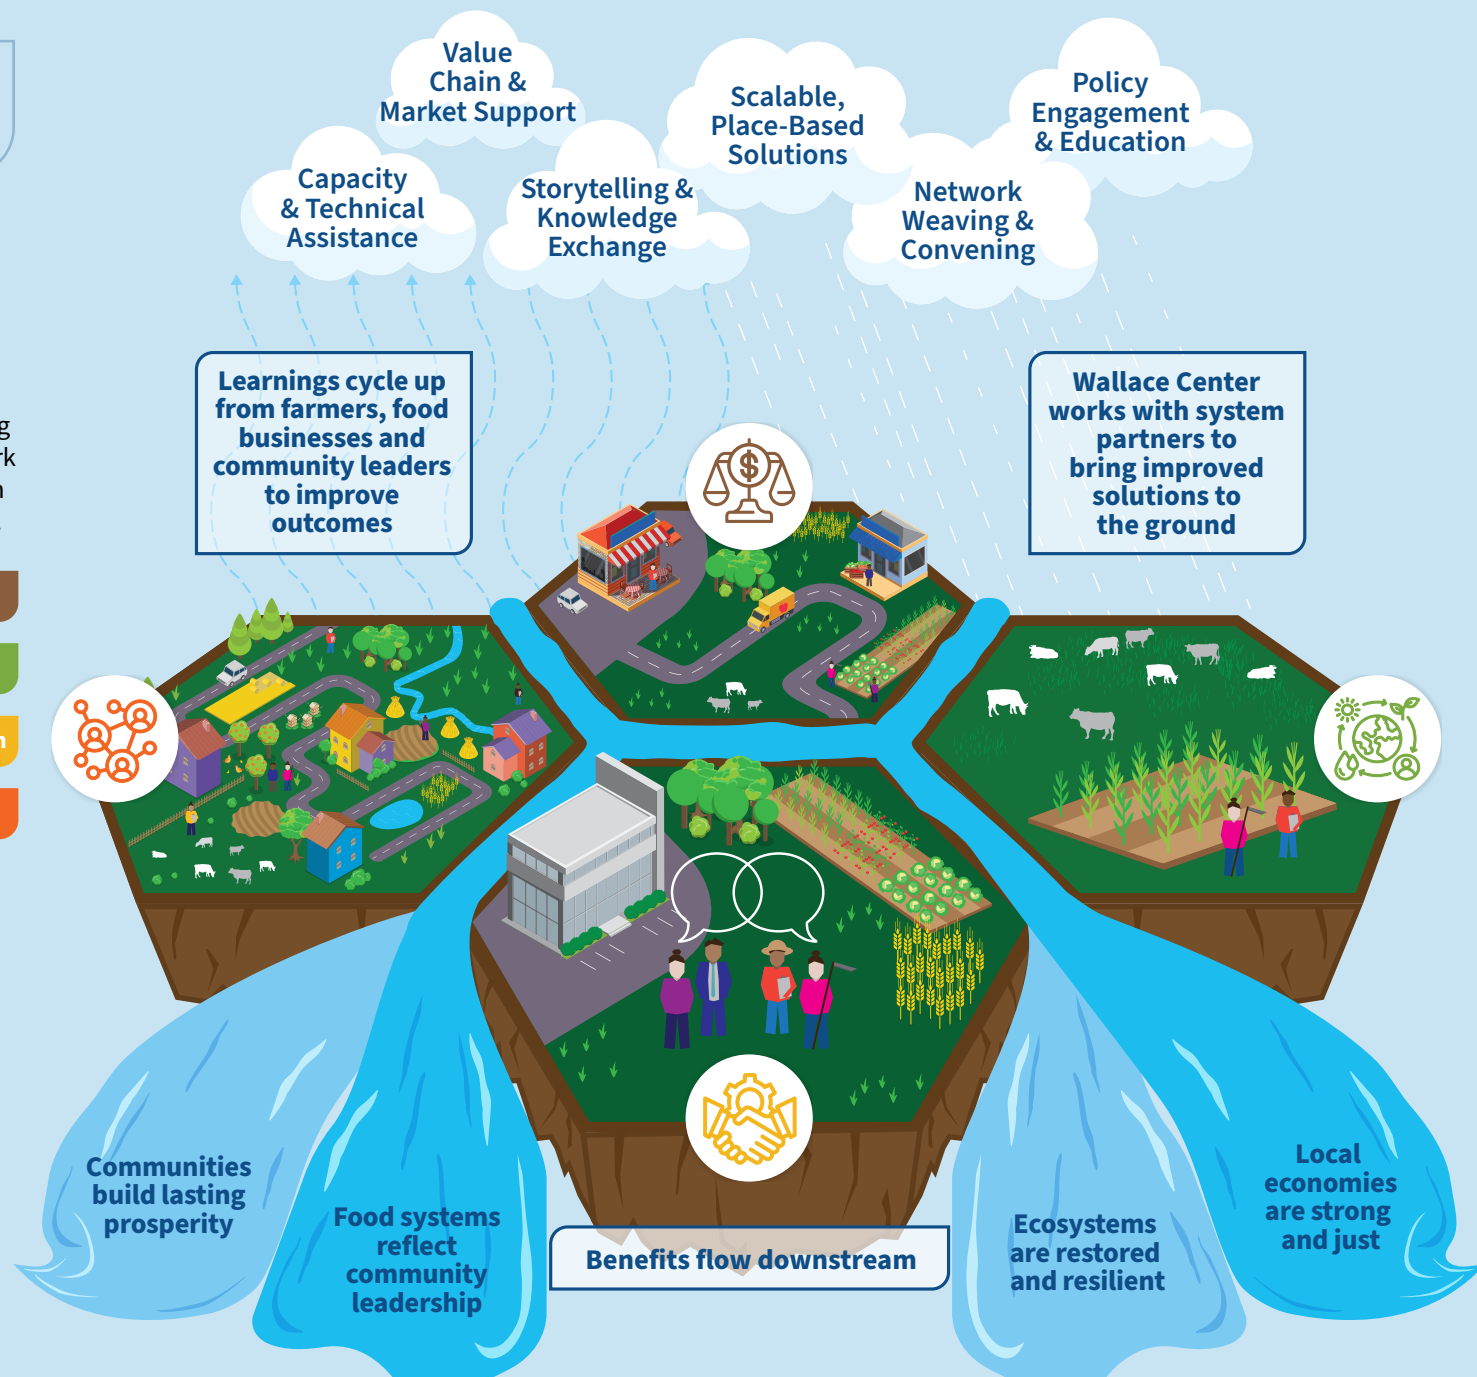 Value
Chain &
Market Support
Capacity
& Technical
Assistance
Storytelling &
Knowledge
Exchange
Scalable,
Place-Based
Solutions
Network
Weaving &
Convening
Policy
Engagement
& Education
Learnings cycle up
from farmers, food
businesses and
community leaders
to improve
outcomes
Wallace Center
works with system
partners to
bring improved
solutions to
the ground
$
Communities
build lasting
prosperity
Food systems
reflect
community
leadership
Benefits flow downstream
Ecosystems
are restored
and resilient
Local
economies
are strong
and just